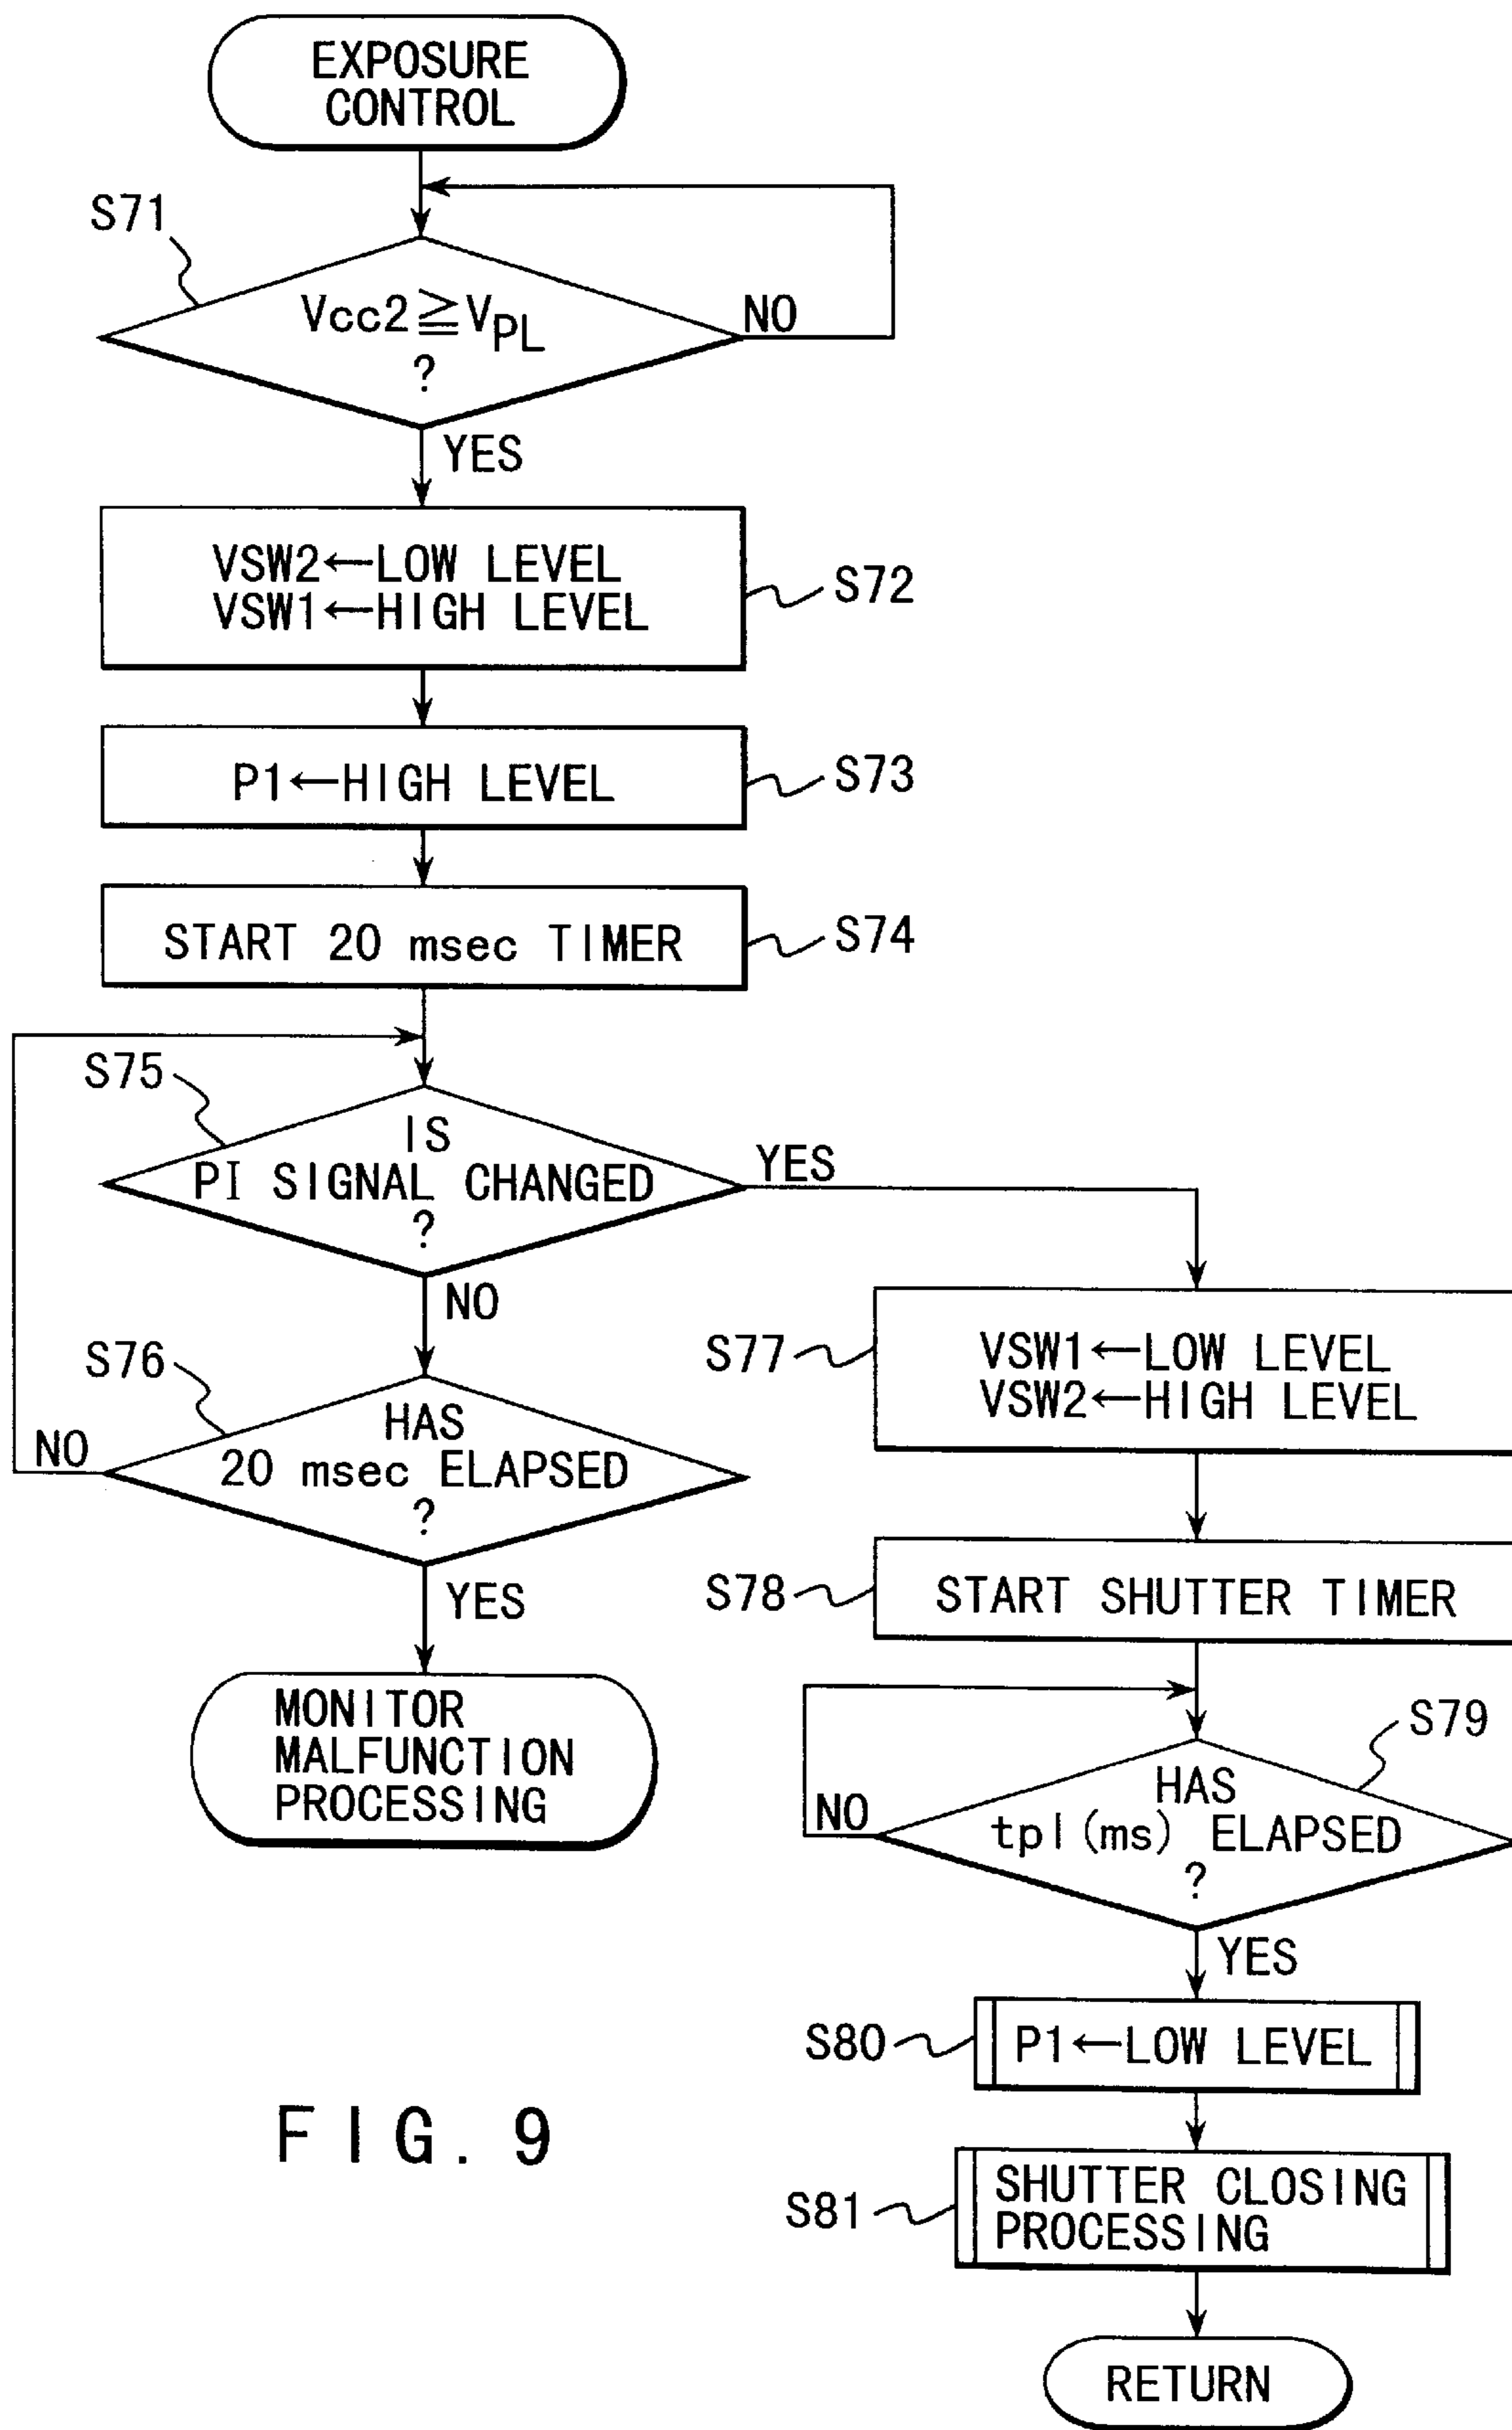 EXPOSURE
CONTROL
S71
Vcc2≧VPL
?
NO
YES
VSW2←LOW LEVEL
VSW1←HIGH LEVEL
S72
P1←HIGH LEVEL
S73
START 20 msec TIMER
S74
S75
IS
PI SIGNAL CHANGED
?
YES
NO
S76
HAS
20 msec ELAPSED
?
NO
YES
MONITOR
MALFUNCTION
PROCESSING
S77
VSW1←LOW LEVEL
VSW2←HIGH LEVEL
S78
START SHUTTER TIMER
S79
HAS
tpl(ms) ELAPSED
?
NO
YES
S80
P1←LOW LEVEL
S81
SHUTTER CLOSING
PROCESSING
RETURN
FIG. 9